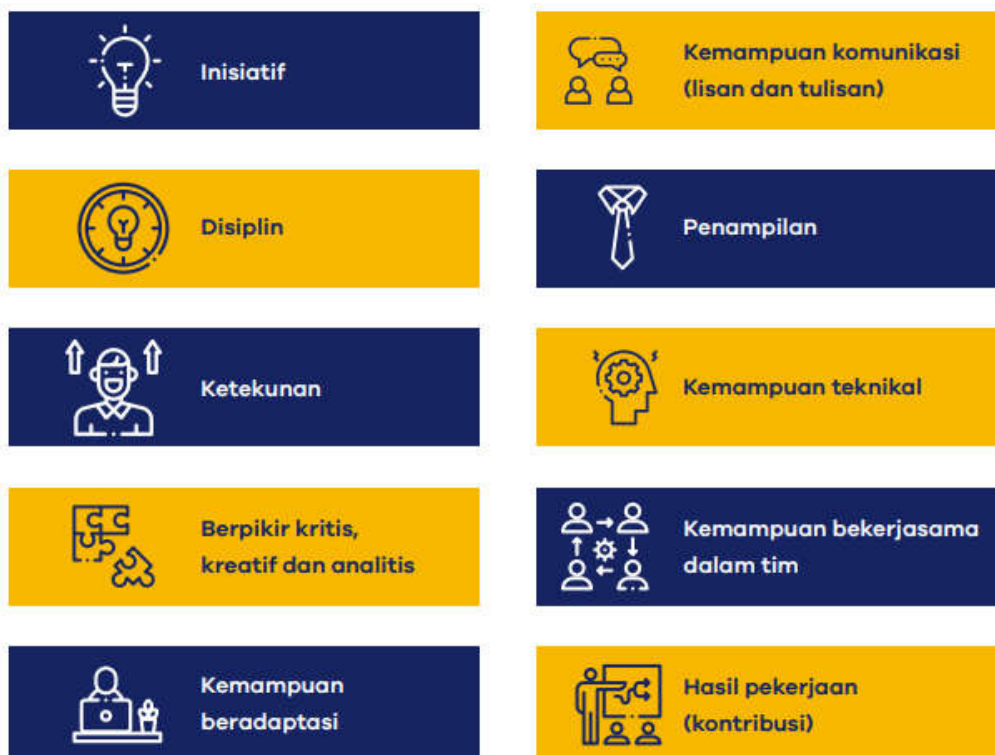 Inisiatif
Kemampuan komunikasi
(lisan dan tulisan)
Disiplin
Penampilan
Ketekunan
Kemampuan teknikal
Berpikir kritis,
kreatif dan analitis
Kemampuan bekerjasama
dalam tim
Kemampuan
beradaptasi
Hasil pekerjaan
(kontribusi)